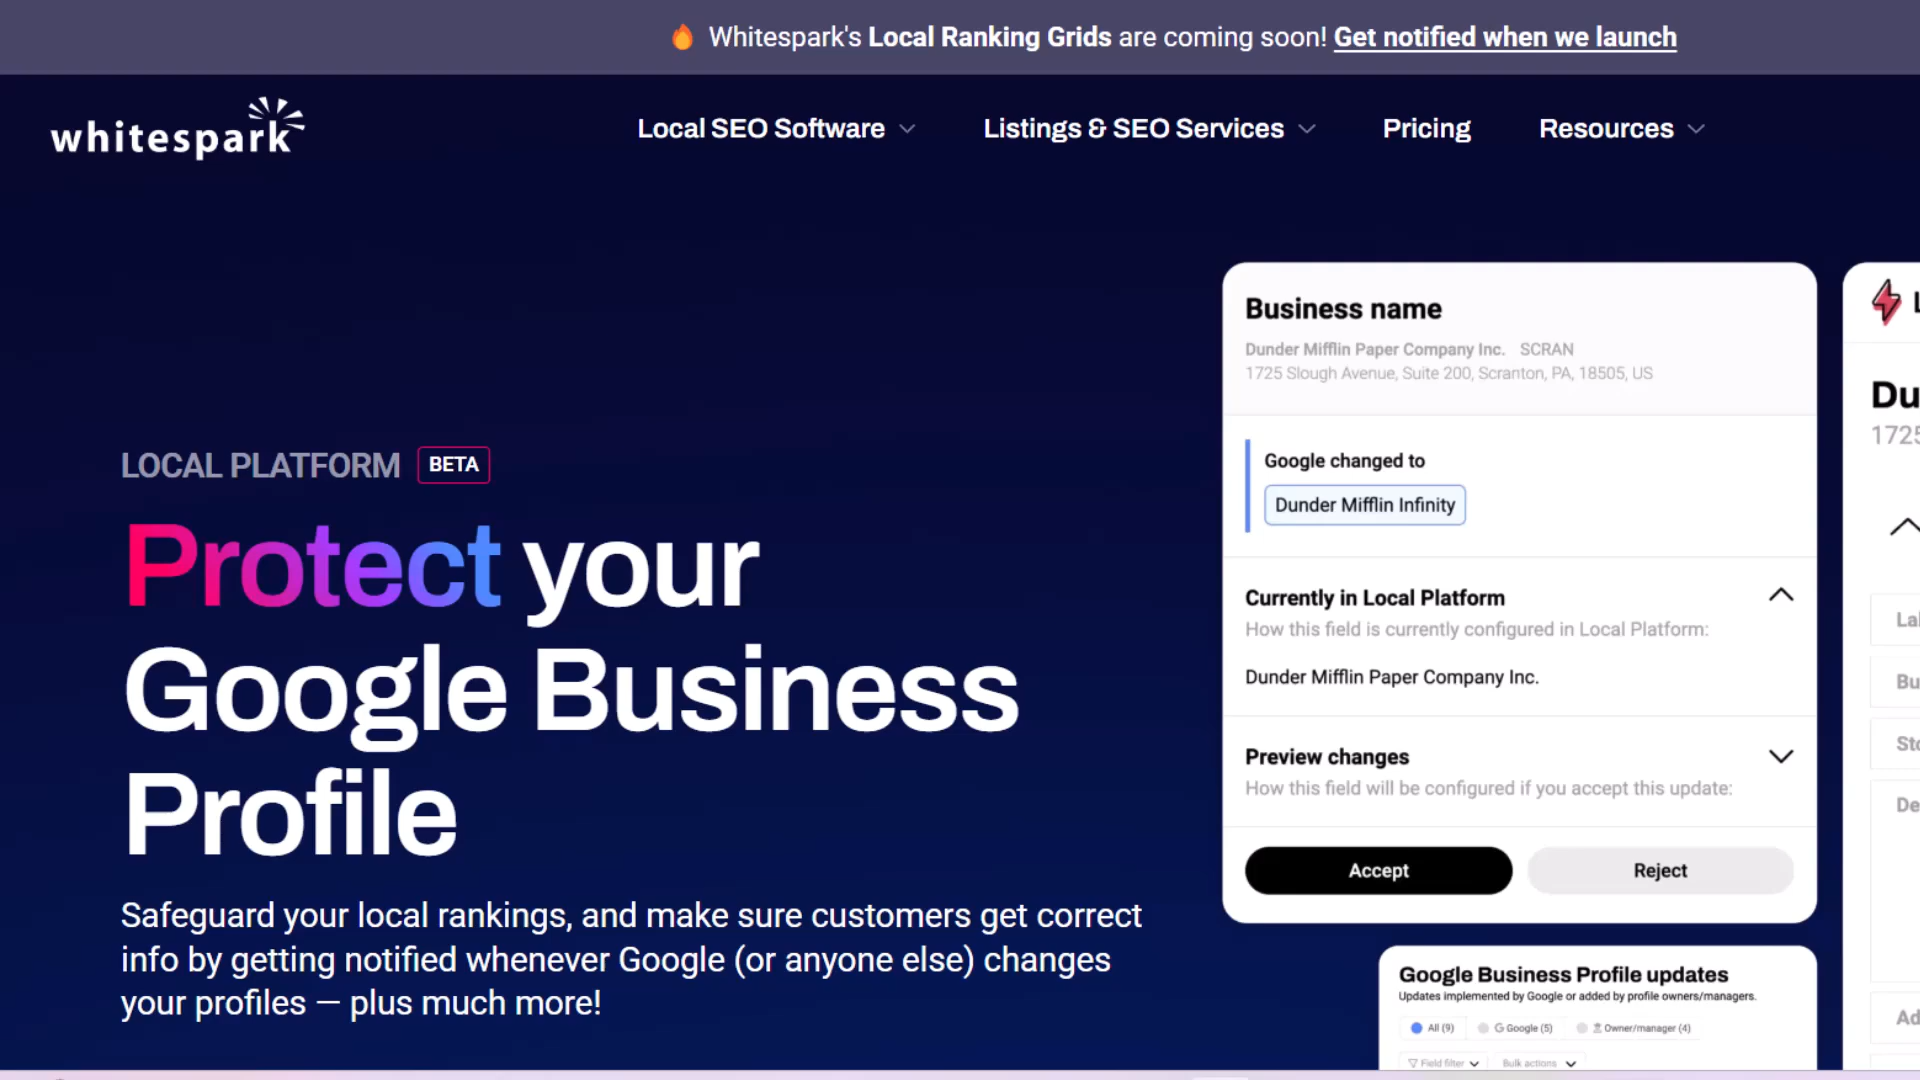 Whitespark's Local Ranking Grids are coming soon! Get notified when we launch
whitespark
Local SEO Software
Listings & SEO Services
Pricing
Resources
LOCAL PLATFORM BETA
Protect your
Google Business
Profile
Safeguard your local rankings, and make sure customers get correct
info by getting notified whenever Google (or anyone else) changes
your profiles — plus much more!
Business name
Dunder Mifflin Paper Company Inc. SCRAN
1725 Slough Avenue, Suite 200, Scranton, PA, 18505, US
Google changed to
Dunder Mifflin Infinity
Currently in Local Platform
How this field is currently configured in Local Platform:
Dunder Mifflin Paper Company Inc.
Preview changes
How this field will be configured if you accept this update:
Accept
Reject
Google Business Profile updates
Updates implemented by Google or added by profile owners/managers.
All (9)
Google (5)
Owner/manager (4)
Field filter
Bulk actions
Du
1725
Bu
De
Ad